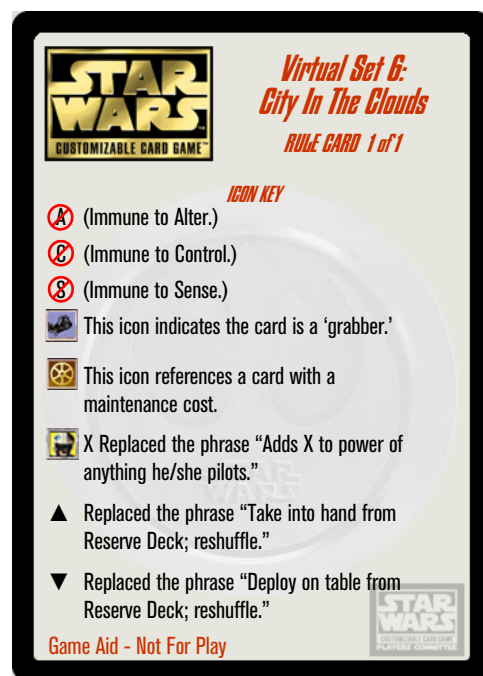 STAR
WARS™
CUSTOMIZABLE CARD GAME™
Virtual Set 6:
City In The Clouds
RULE CARD 1 of 1
ICON KEY
A (Immune to Alter.)
C (Immune to Control.)
S (Immune to Sense.)
This icon indicates the card is a ‘grabber.’
This icon references a card with a
maintenance cost.
X Replaced the phrase “Adds X to power of
anything he/she pilots.”
▲ Replaced the phrase “Take into hand from
Reserve Deck; reshuffle.”
▼ Replaced the phrase “Deploy on table from
Reserve Deck; reshuffle.”
Game Aid - Not For Play
STAR
WARS
CUSTOMIZABLE CARD GAME
PLAYERS COMMITTEE
STAR
WARS